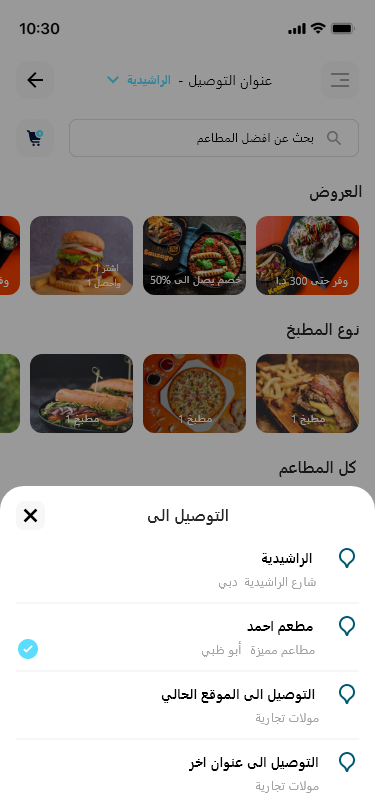 10:30
عنوان التوصيل - الراشيدية
بحث عن افضل المطاعم
العروض
وفر حتى 300 د.ا
خصم يصل الى 50%
اشتر 1
واحصل 1
وف
نوع المطبخ
مطبخ 1
مطبخ 1
مطبخ 1
كل المطاعم
التوصيل الى
الراشيدية
شارع الراشيدية دبي
مطعم احمد
مطاعم مميزة أبو ظبي
التوصيل الى الموقع الحالي
مولات تجارية
التوصيل الى عنوان اخر
مولات تجارية